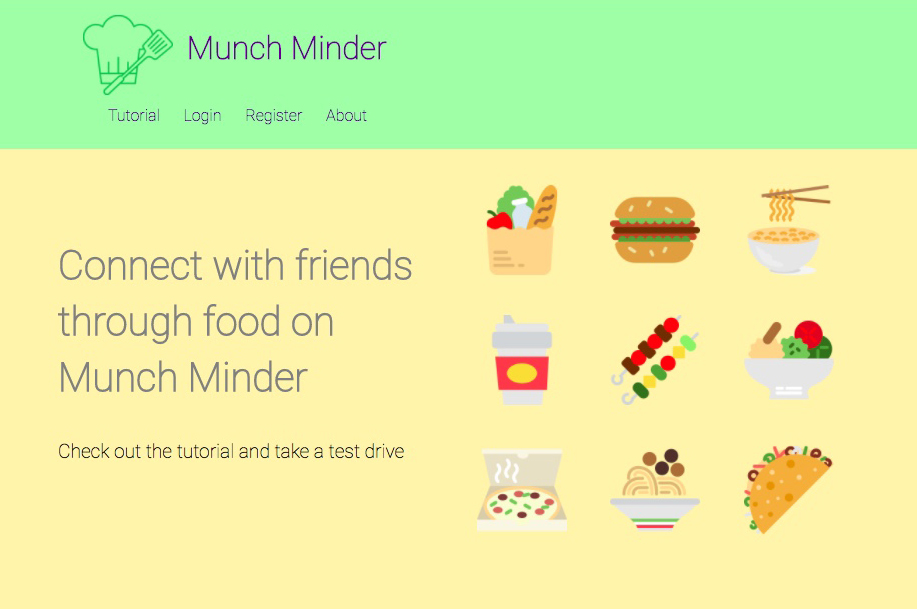 Munch Minder
Tutorial Login Register About
Connect with friends
through food on
Munch Minder
Check out the tutorial and take a test drive